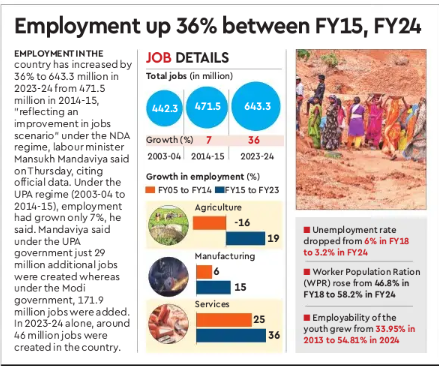 Employment up 36% between FY15, FY24
EMPLOYMENT IN THE
country has increased by
36% to 643.3 million in
2023-24 from 471.5
million in 2014-15,
"reflecting an
improvement in jobs
scenario" under the NDA
regime, labour minister
Mansukh Mandaviya said
on Thursday, citing
official data. Under the
UPA regime (2003-04 to
2014-15), employment
had grown only 7%, he
said. Mandaviya said
under the UPA
government just 29
million additional jobs
were created whereas
under the Modi
government, 171.9
million jobs were added.
In 2023-24 alone, around
46 million jobs were
created in the country.
JOB DETAILS
Total jobs (in million)
442.3 471.5 643.3
Growth (%) 7 36
2003-04 2014-15 2023-24
Growth in employment (%)
FY05 to FY14 FY15 to FY23
Agriculture
-16
19
Manufacturing
6
15
Services
25
36
Unemployment rate
dropped from 6% in FY18
to 3.2% in FY24
Worker Population Ration
(WPR) rose from 46.8% in
FY18 to 58.2% in FY24
Employability of the
youth grew from 33.95% in
2013 to 54.81% in 2024